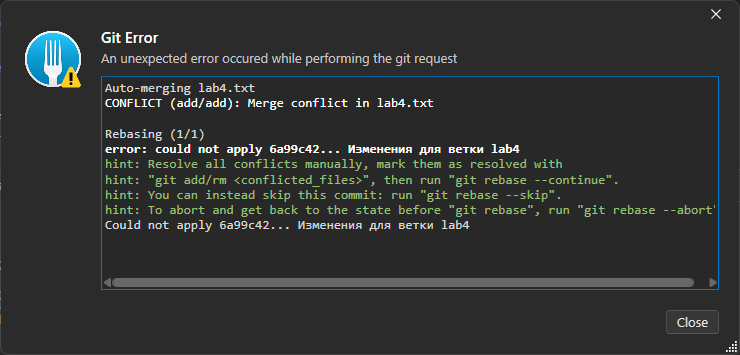 Git Error
An unexpected error occured while performing the git request
Auto-merging lab4.txt
CONFLICT (add/add): Merge conflict in lab4.txt
Rebasing (1/1)
error: could not apply 6a99c42... Изменения для ветки lab4
hint: Resolve all conflicts manually, mark them as resolved with
hint: "git add/rm <conflicted_files>", then run "git rebase --continue".
hint: You can instead skip this commit: run "git rebase --skip".
hint: To abort and get back to the state before "git rebase", run "git rebase --abort"
Could not apply 6a99c42... Изменения для ветки lab4
Close